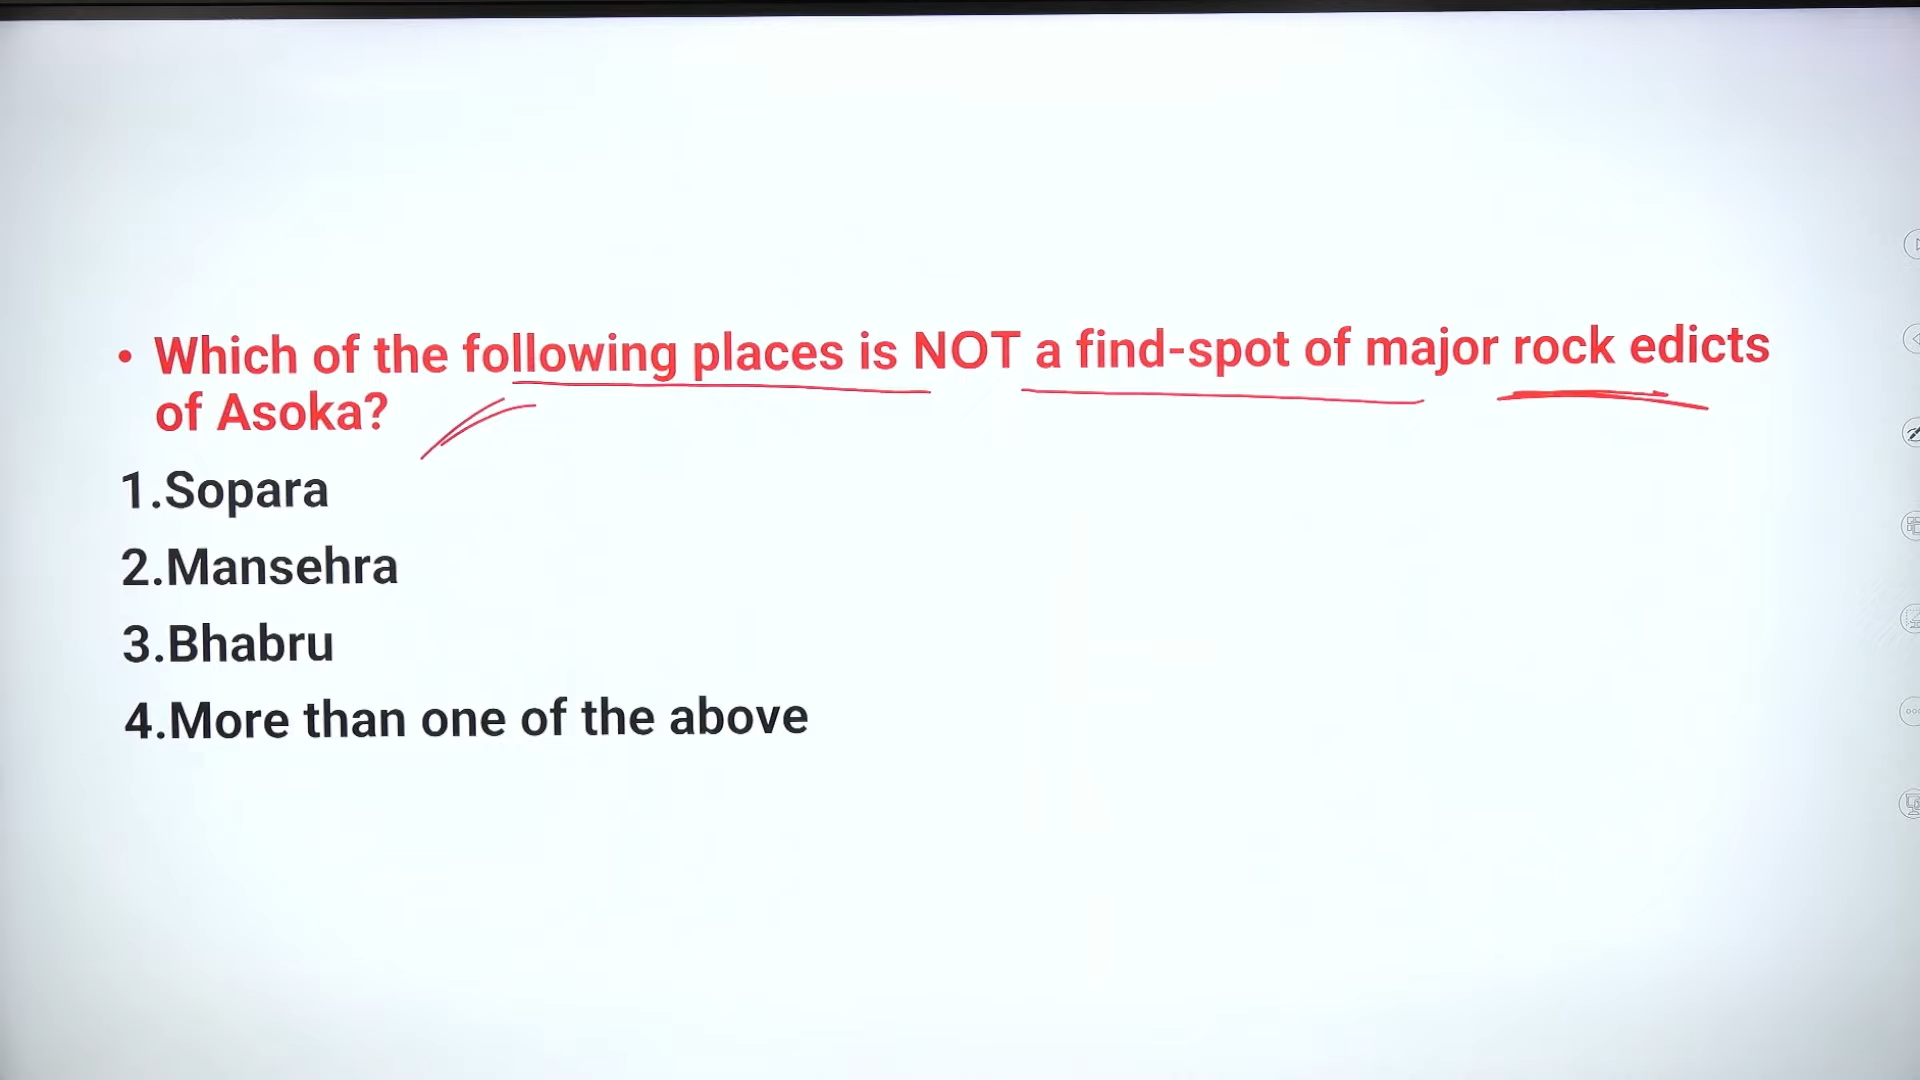 • Which of the following places is NOT a find-spot of major rock edicts
of Asoka?
1.Sopara
2.Mansehra
3.Bhabru
4.More than one of the above